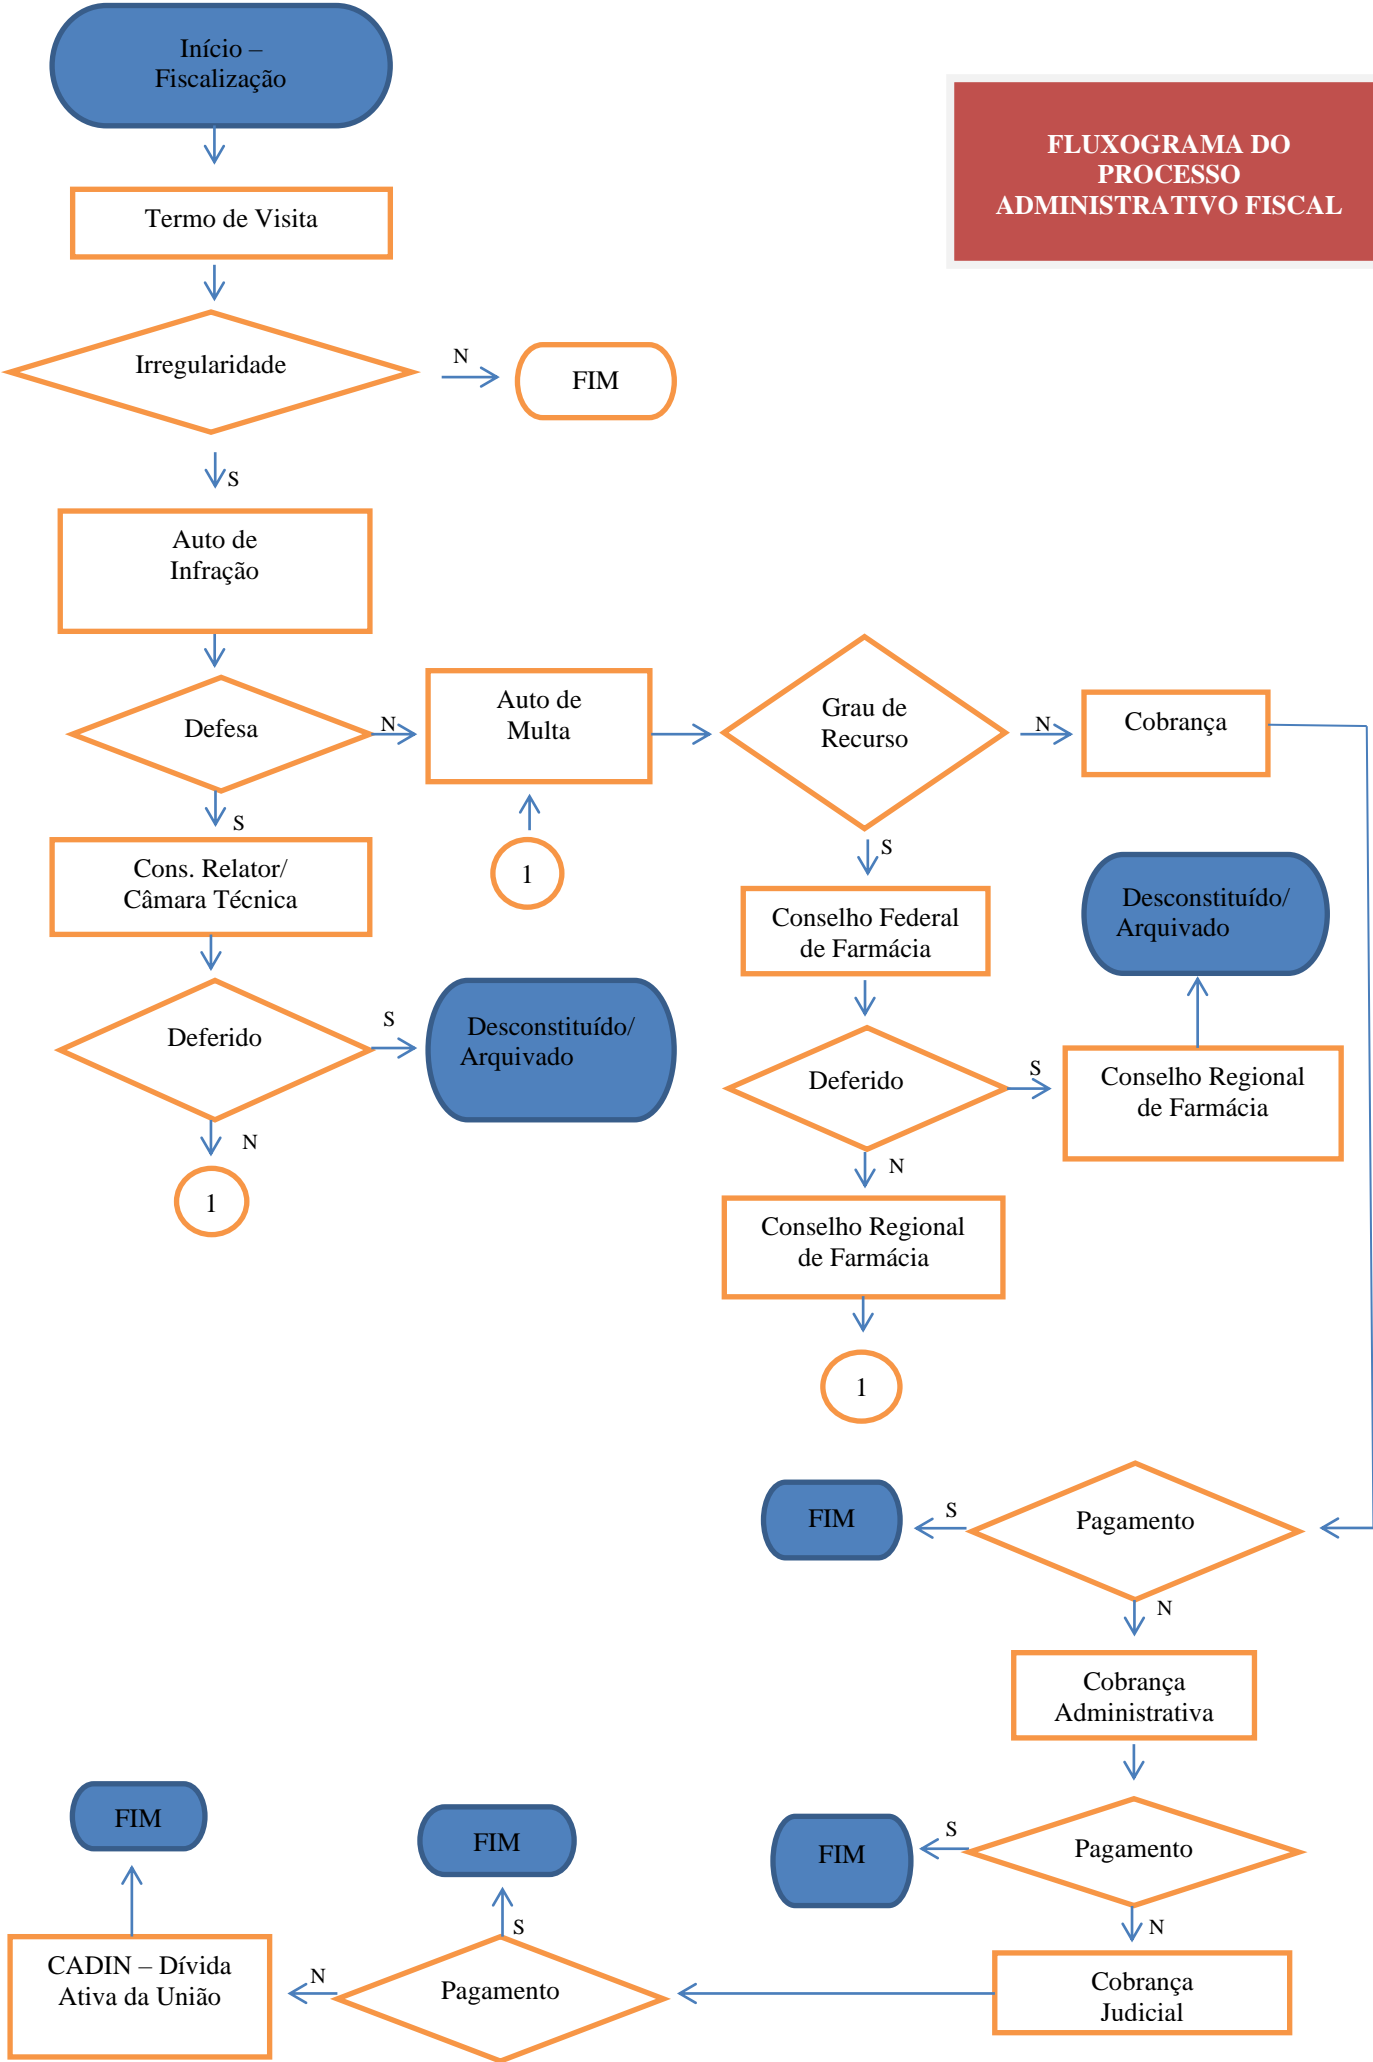 Início –
Fiscalização
FLUXOGRAMA DO
PROCESSO
ADMINISTRATIVO FISCAL
Termo de Visita
Irregularidade
N
FIM
S
Auto de
Infração
Defesa
N
Auto de
Multa
Grau de
Recurso
N
Cobrança
S
Cons. Relator/
Câmara Técnica
1
S
Conselho Federal
de Farmácia
Desconstituído/
Arquivado
Deferido
S
Desconstituído/
Arquivado
Deferido
S
Conselho Regional
de Farmácia
N
1
N
Conselho Regional
de Farmácia
1
FIM
S
Pagamento
N
Cobrança
Administrativa
FIM
S
Pagamento
N
Cobrança
Judicial
FIM
S
Pagamento
N
CADIN – Dívida
Ativa da União
FIM